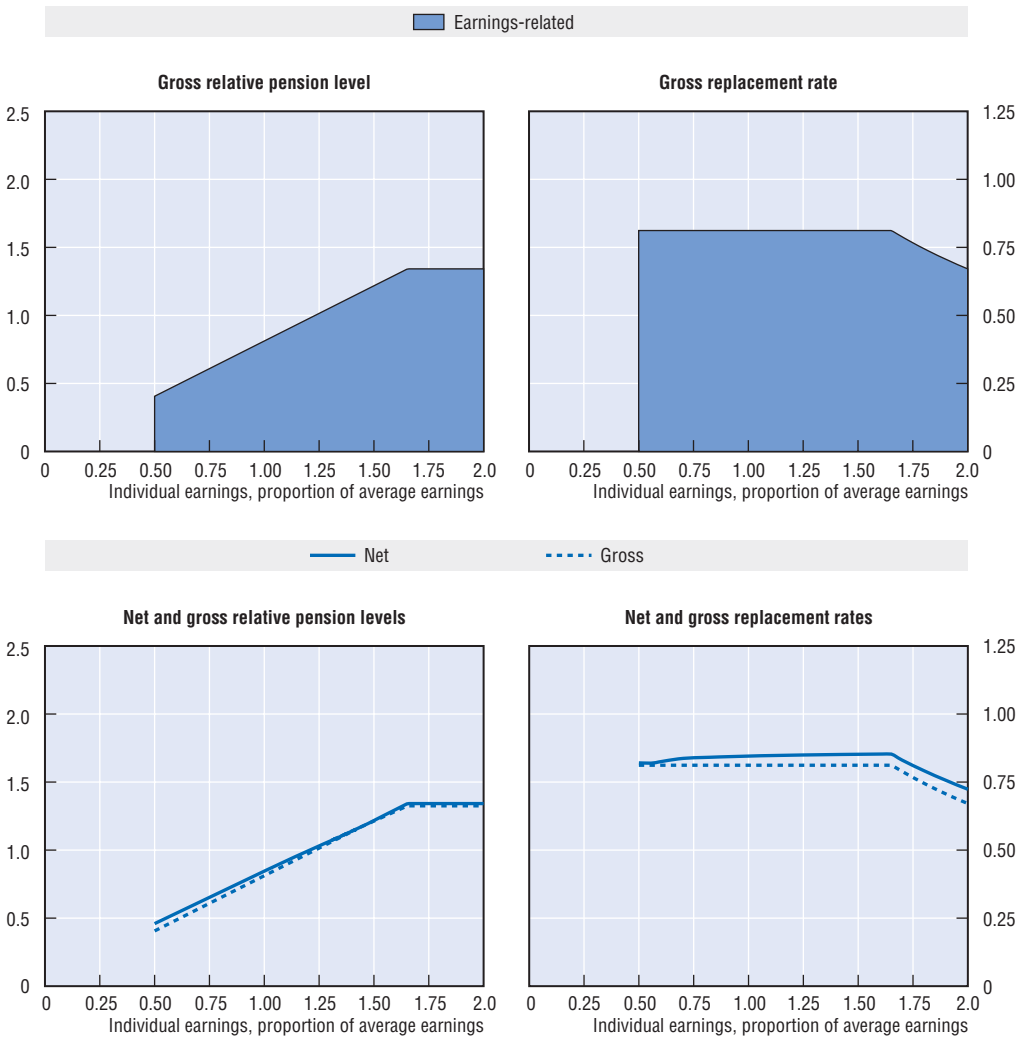 Earnings-related
Gross relative pension level
Gross replacement rate
2.5
2.0
1.5
1.0
0.5
0
0 0.25 0.50 0.75 1.00 1.25 1.50 1.75 2.0
Individual earnings, proportion of average earnings
1.25
1.00
0.75
0.50
0.25
0
0 0.25 0.50 0.75 1.00 1.25 1.50 1.75 2.0
Individual earnings, proportion of average earnings
Net Gross
Net and gross relative pension levels
Net and gross replacement rates
2.5
2.0
1.5
1.0
0.5
0
0 0.25 0.50 0.75 1.00 1.25 1.50 1.75 2.0
Individual earnings, proportion of average earnings
1.25
1.00
0.75
0.50
0.25
0
0 0.25 0.50 0.75 1.00 1.25 1.50 1.75 2.0
Individual earnings, proportion of average earnings